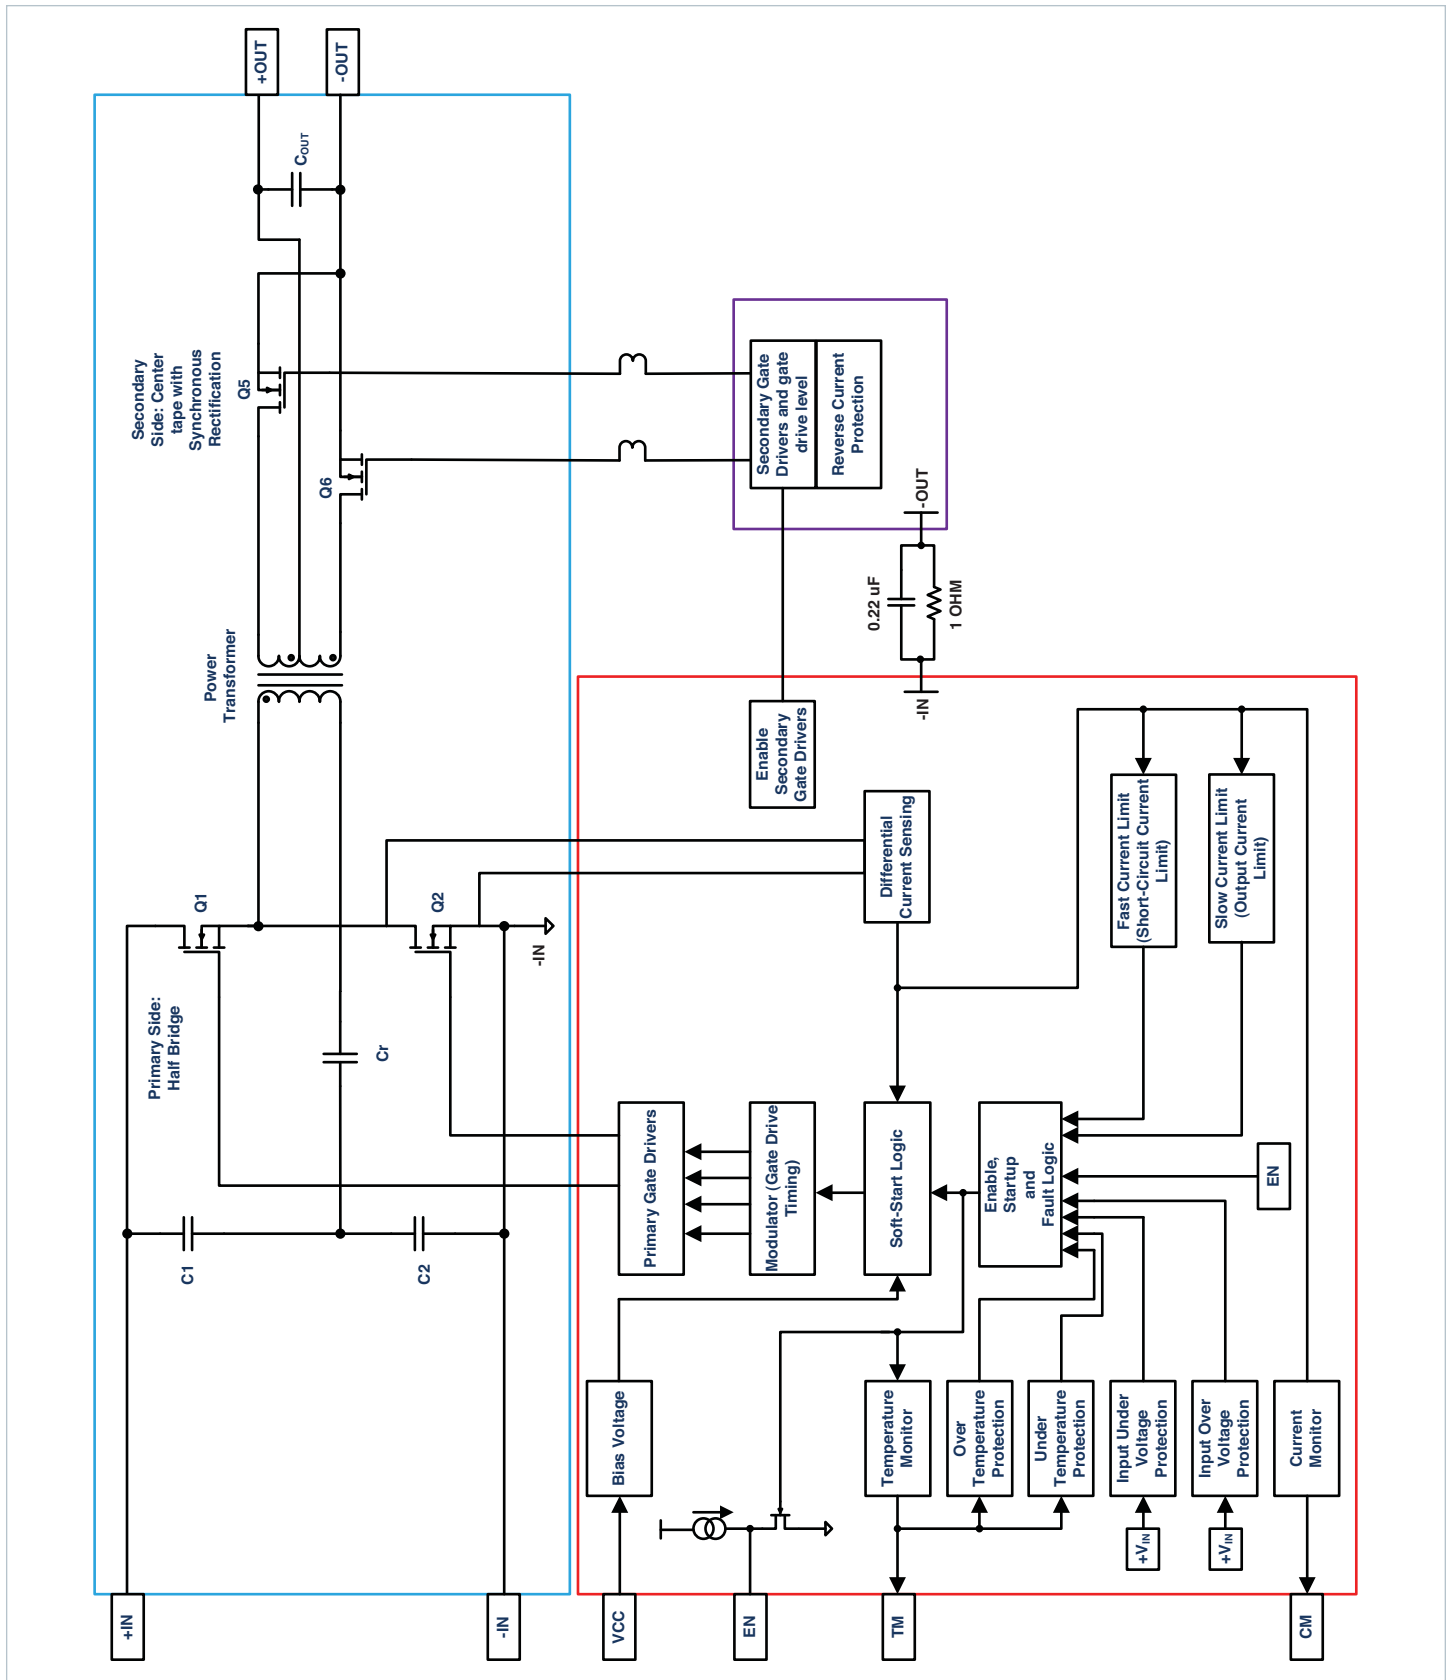 +OUT
-OUT
C_OUT
Secondary
Side: Center
tape with
Synchronous
Rectification
Q5
Q6
Power
Transformer
Q1
Q2
-IN
Primary Side:
Half Bridge
Cr
C1
C2
+IN
-IN
Secondary Gate
Drivers and gate
drive level
Reverse Current
Protection
-OUT
0.22 uF
1 OHM
-IN
Enable
Secondary
Gate Drivers
Differential
Current Sensing
Fast Current Limit
(Short-Circuit Current
Limit)
Slow Current Limit
(Output Current
Limit)
Primary Gate Drivers
Modulator (Gate Drive
Timing)
Soft-Start Logic
Enable,
Startup
and
Fault Logic
EN
Bias Voltage
Temperature
Monitor
Over
Temperature
Protection
Under
Temperature
Protection
Input Under
Voltage
Protection
Input Over
Voltage
Protection
Current
Monitor
+V_IN
+V_IN
VCC
EN
TM
CM